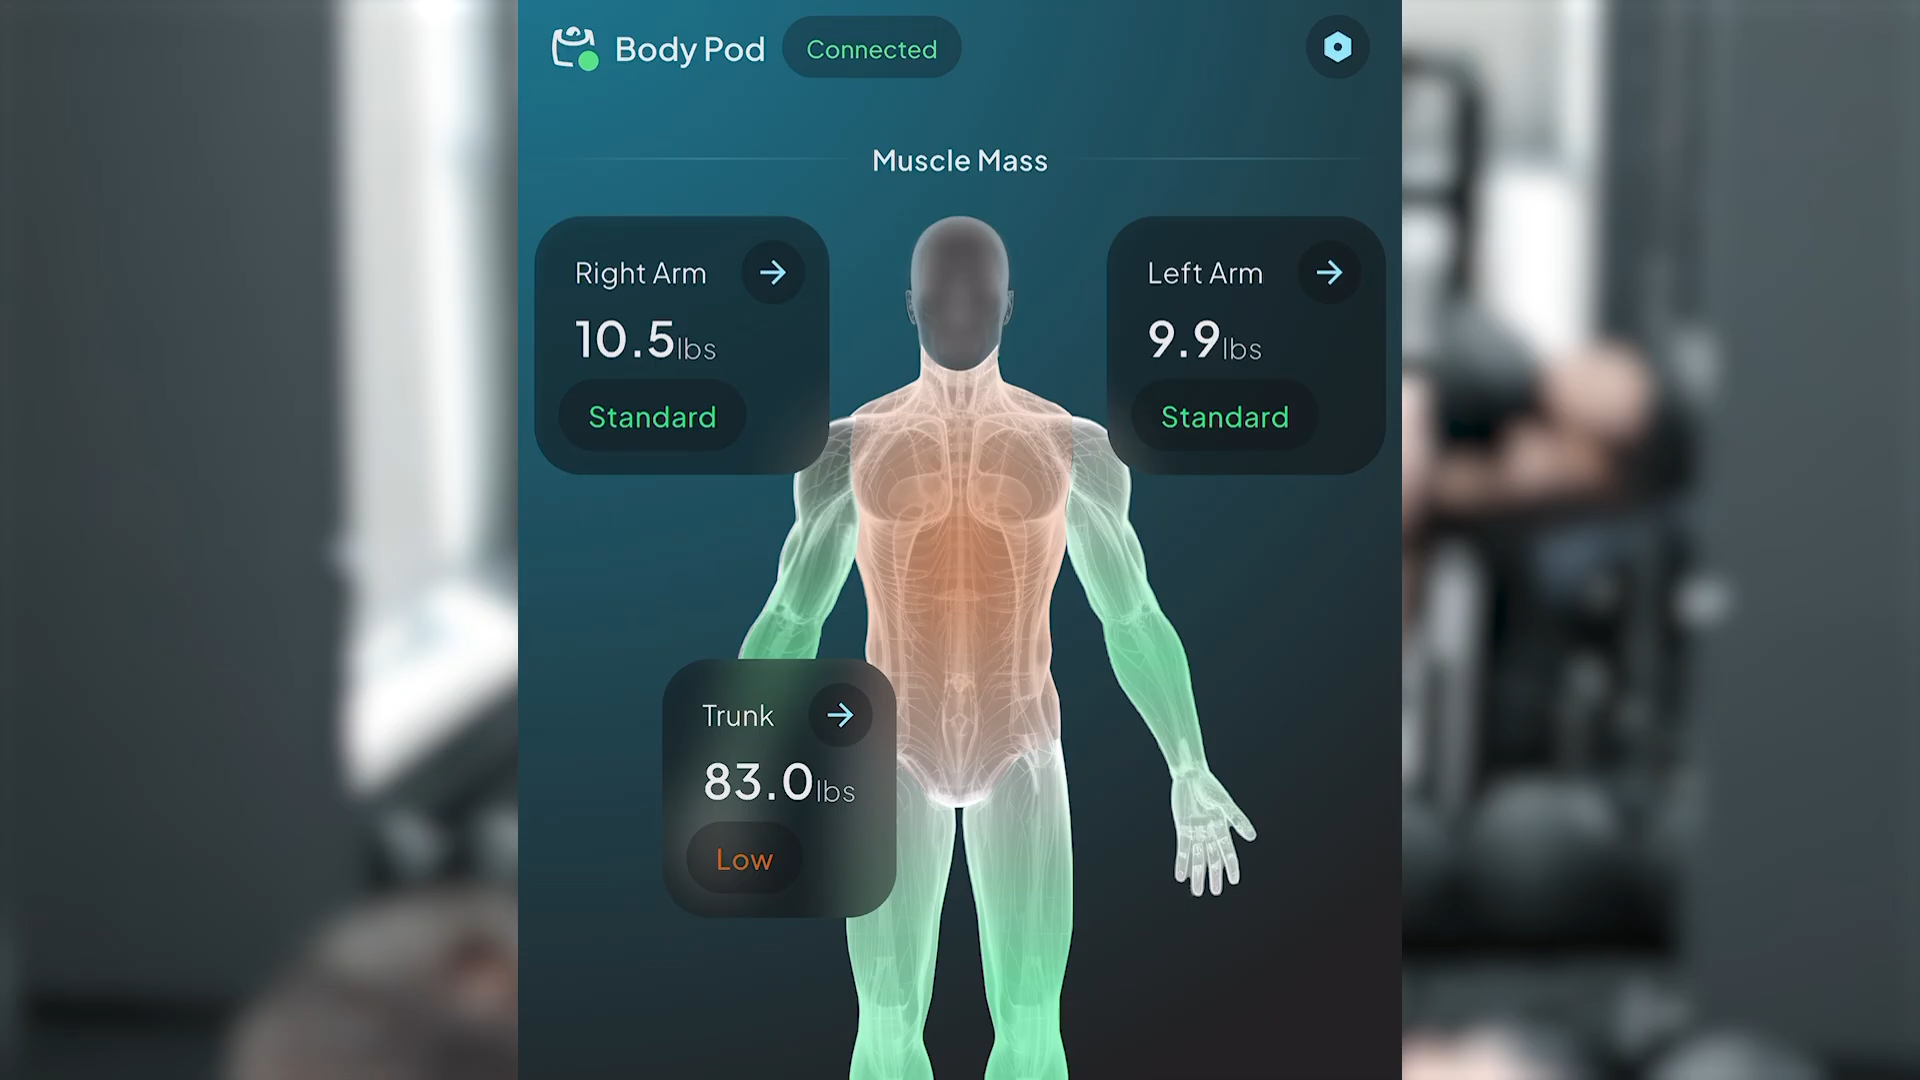 Body Pod
Connected
Muscle Mass
Right Arm
10.5lbs
Standard
Left Arm
9.9lbs
Standard
Trunk
83.0lbs
Low